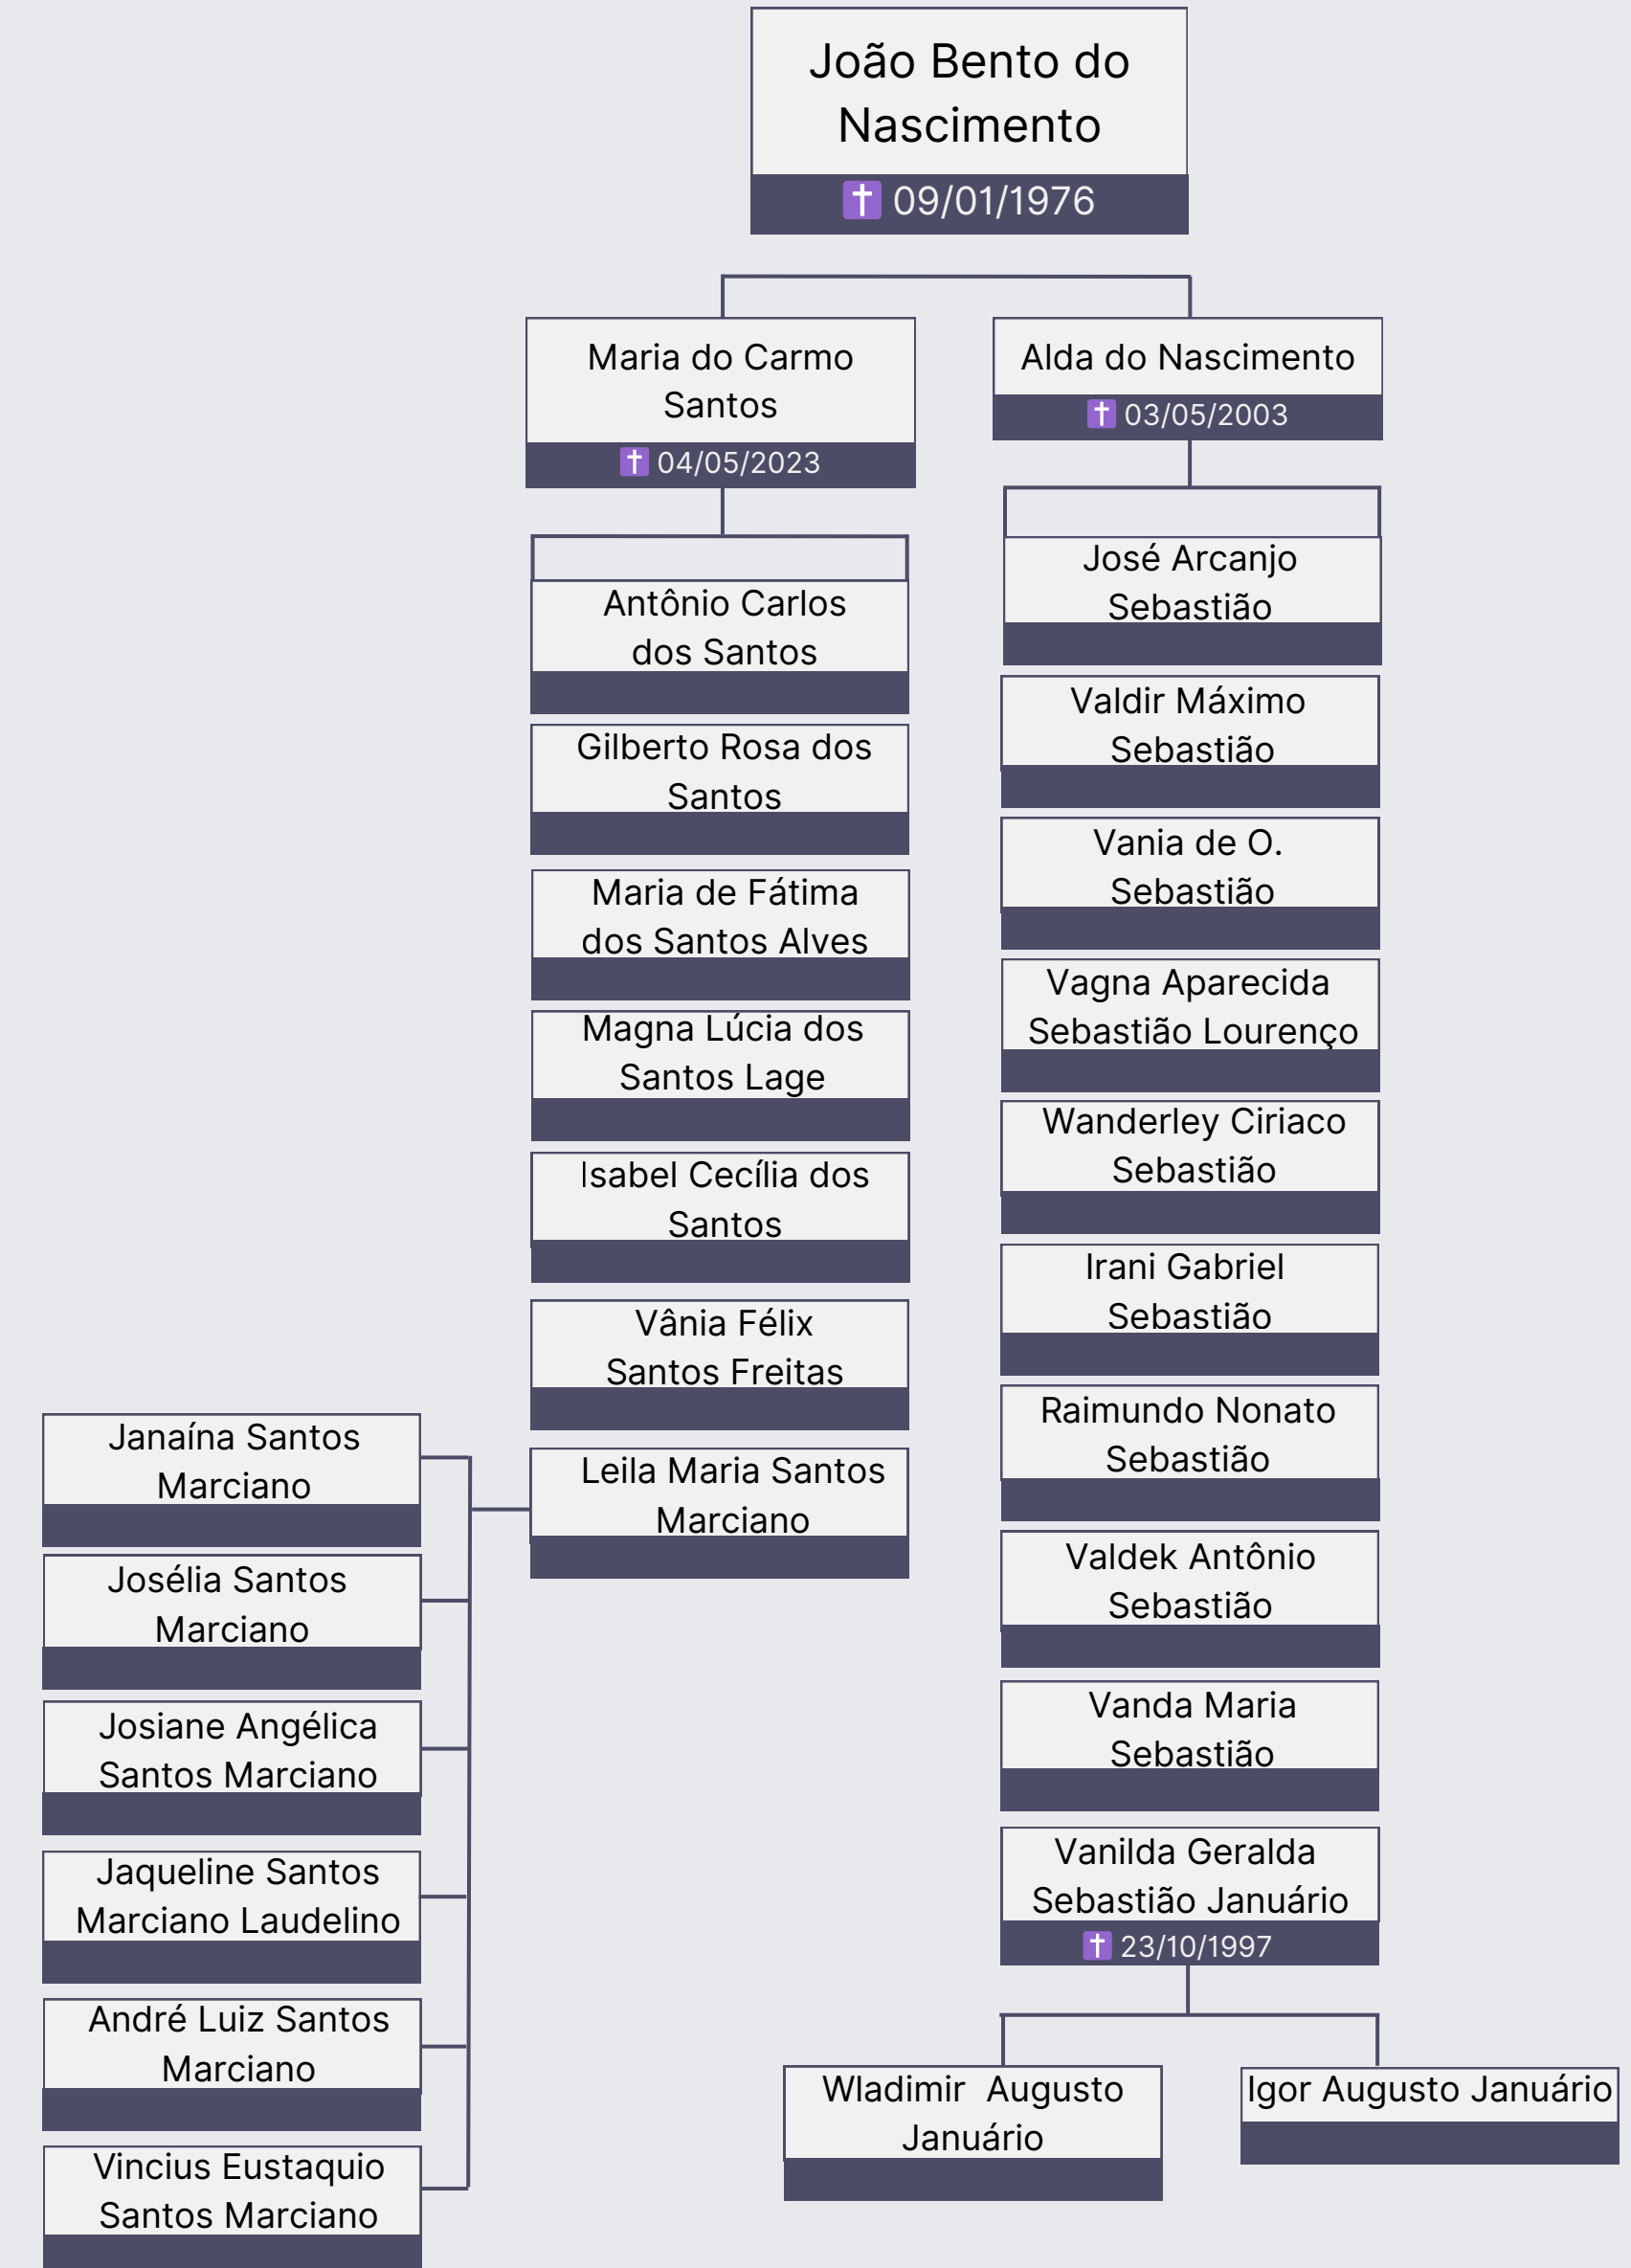 João Bento do
Nascimento
✝ 09/01/1976
Maria do Carmo
Santos
✝ 04/05/2023
Alda do Nascimento
✝ 03/05/2003
Antônio Carlos
dos Santos
Gilberto Rosa dos
Santos
Maria de Fátima
dos Santos Alves
Magna Lúcia dos
Santos Lage
Isabel Cecília dos
Santos
Vânia Félix
Santos Freitas
Leila Maria Santos
Marciano
Janaína Santos
Marciano
Josélia Santos
Marciano
Josiane Angélica
Santos Marciano
Jaqueline Santos
Marciano Laudelino
André Luiz Santos
Marciano
Vincius Eustaquio
Santos Marciano
José Arcanjo
Sebastião
Valdir Máximo
Sebastião
Vania de O.
Sebastião
Vagna Aparecida
Sebastião Lourenço
Wanderley Ciriaco
Sebastião
Irani Gabriel
Sebastião
Raimundo Nonato
Sebastião
Valdek Antônio
Sebastião
Vanda Maria
Sebastião
Vanilda Geralda
Sebastião Januário
✝ 23/10/1997
Wladimir  Augusto
Januário
Igor Augusto Januário